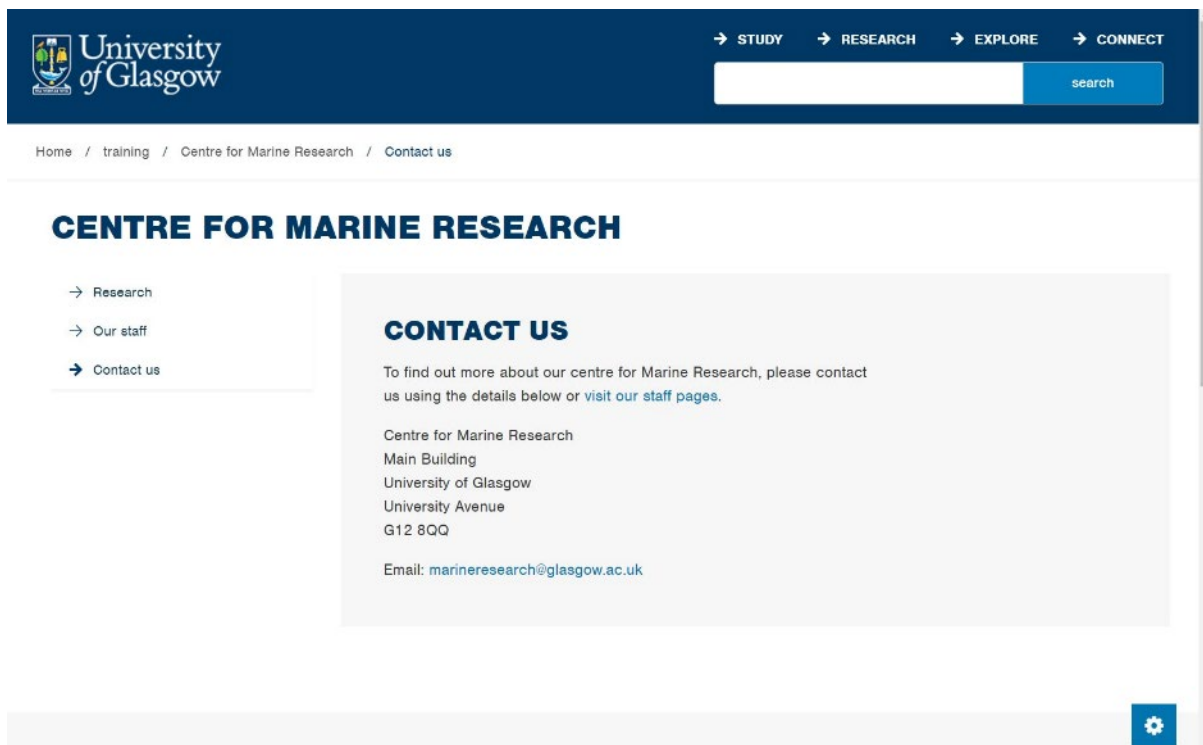 University
of Glasgow
→ STUDY → RESEARCH → EXPLORE → CONNECT
search
Home / training / Centre for Marine Research / Contact us
CENTRE FOR MARINE RESEARCH
→ Research
→ Our staff
→ Contact us
CONTACT US
To find out more about our centre for Marine Research, please contact
us using the details below or visit our staff pages.
Centre for Marine Research
Main Building
University of Glasgow
University Avenue
G12 8QQ
Email: marineresearch@glasgow.ac.uk